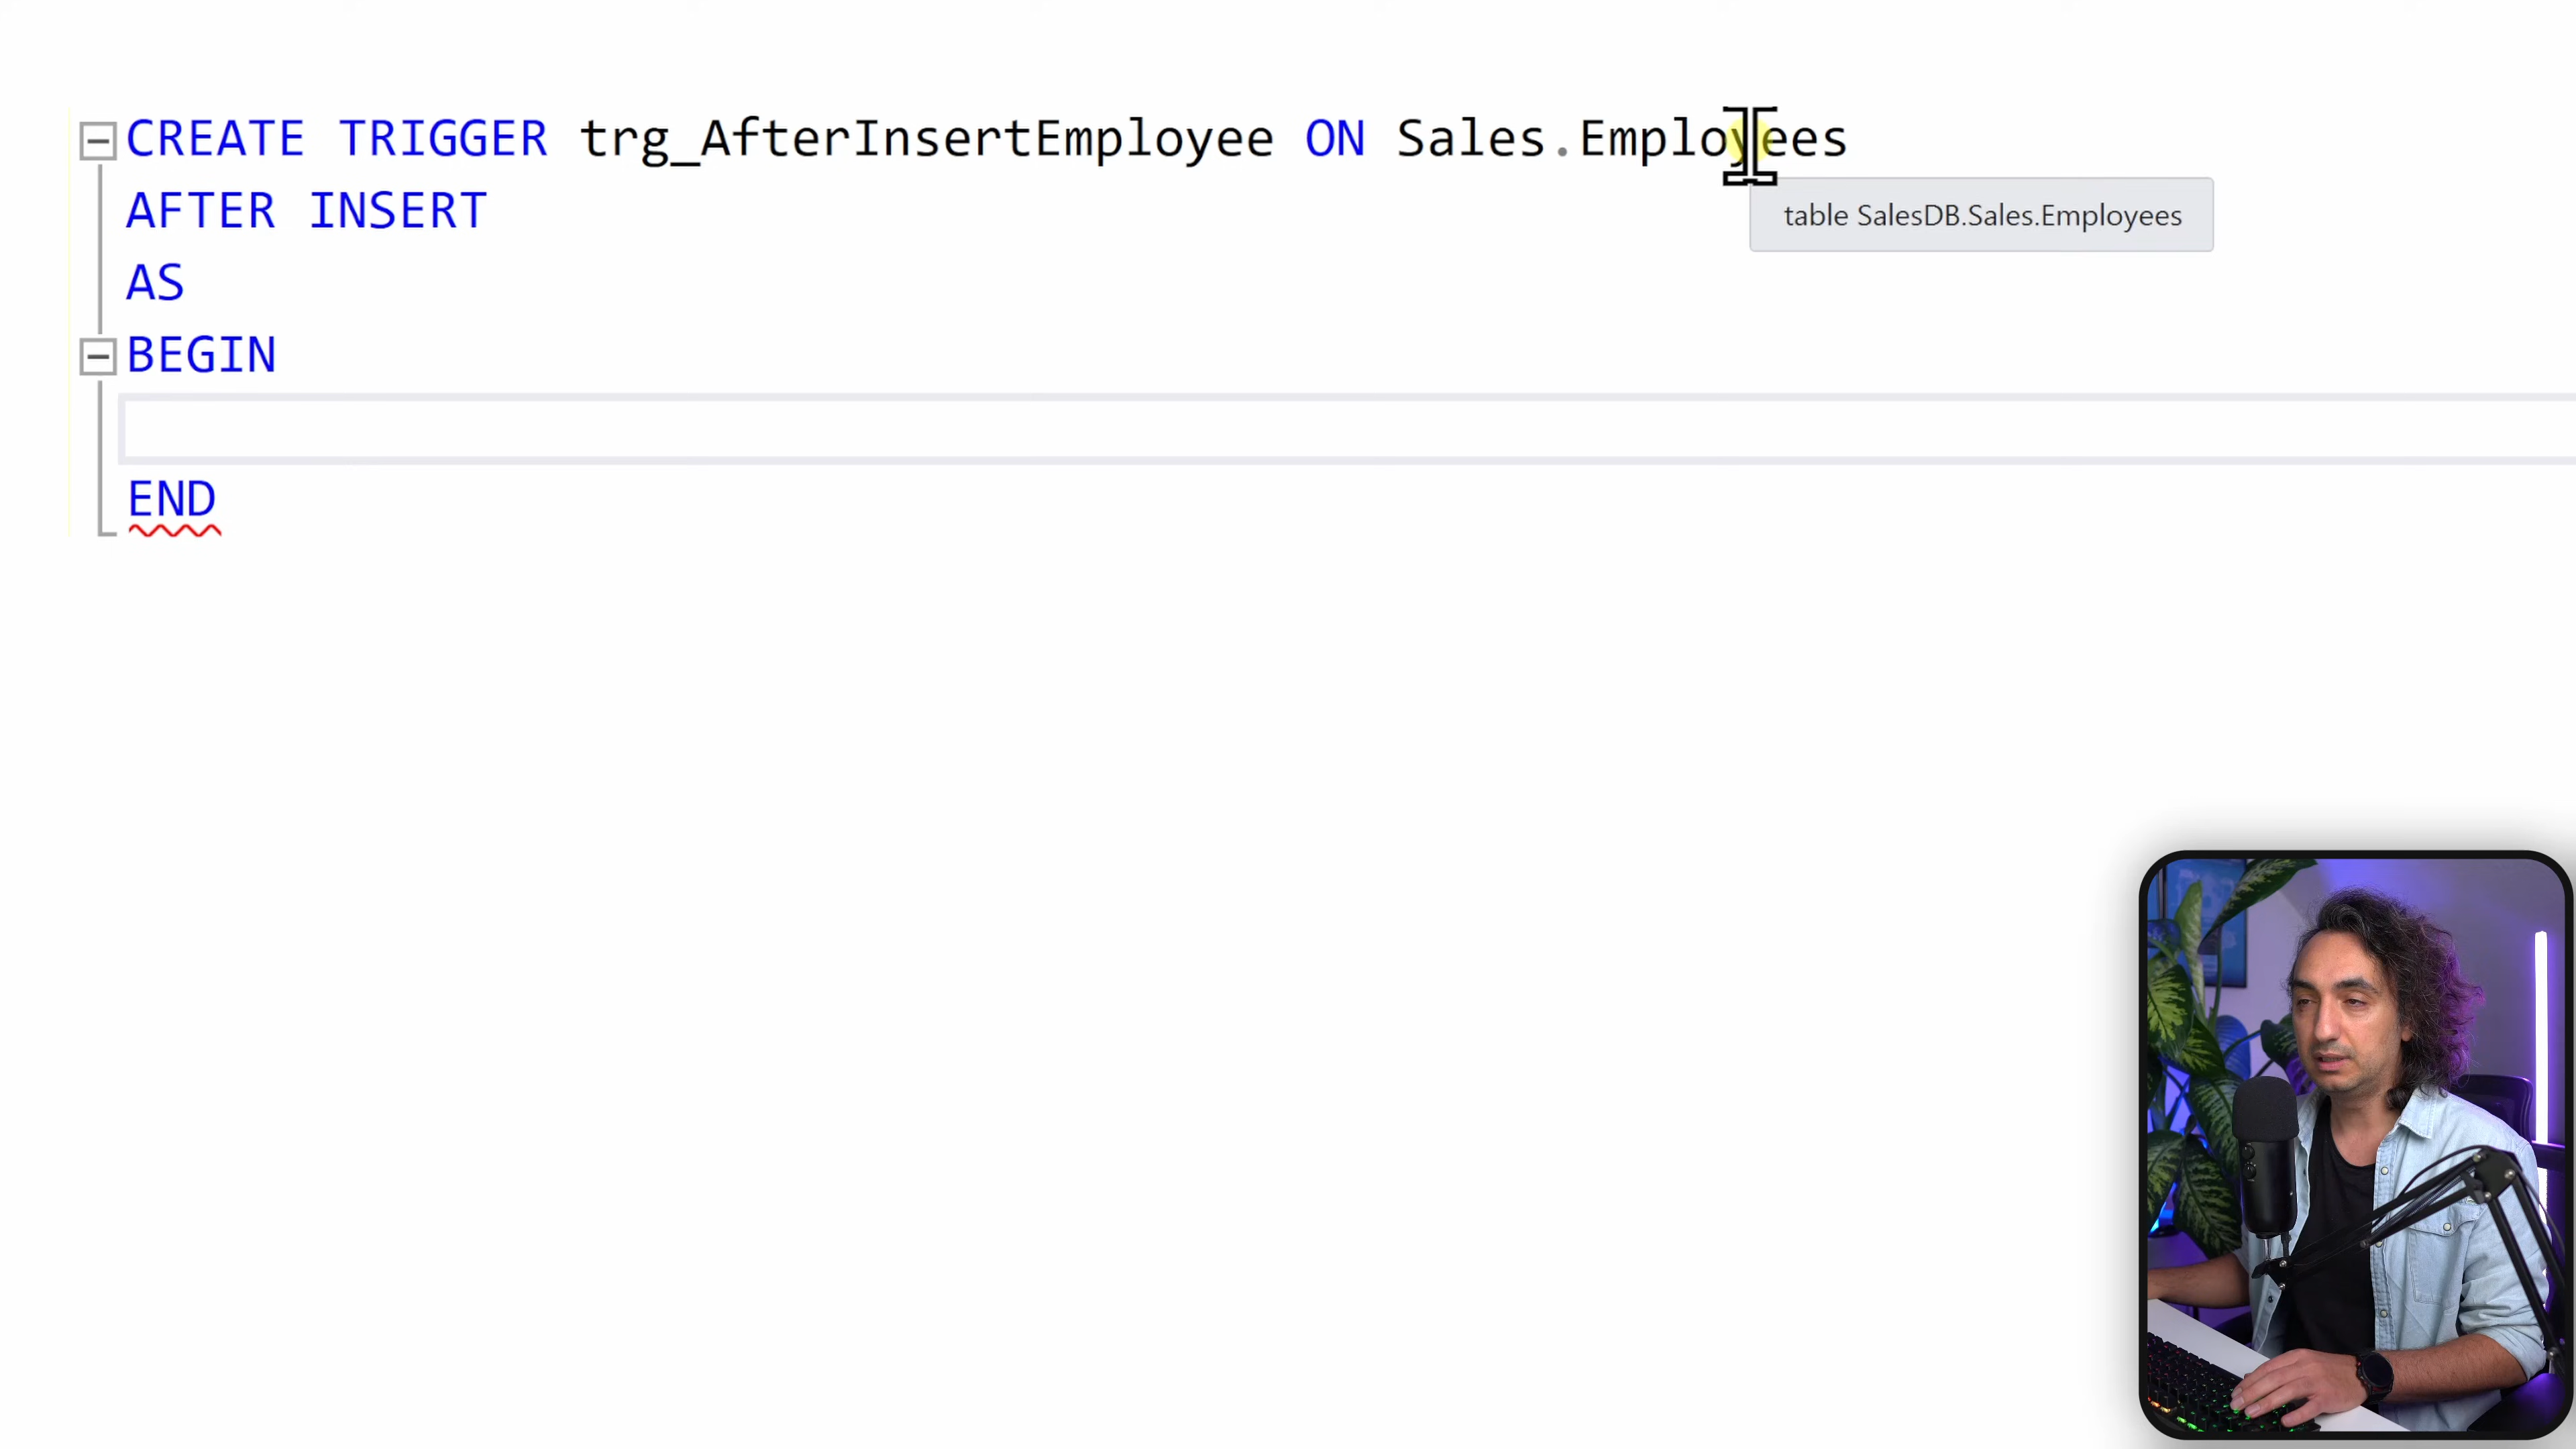 CREATE TRIGGER trg_AfterInsertEmployee ON Sales.Employees
table SalesDB.Sales.Employees
AFTER INSERT
AS
BEGIN
END